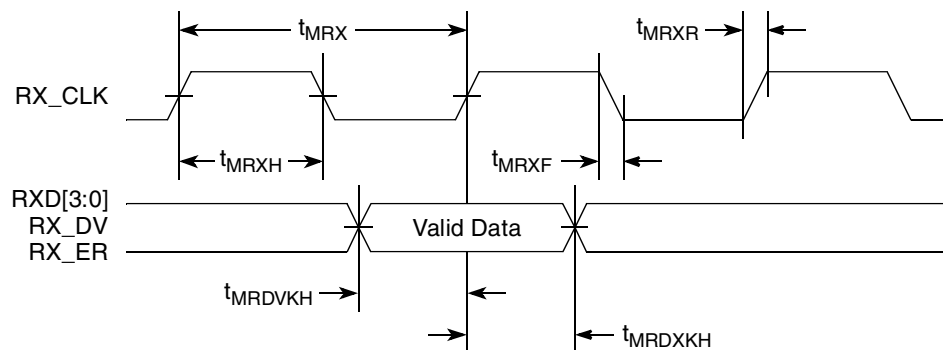 tMRX
tMRXR
RX_CLK
tMRXH
tMRXF
RXD[3:0]
RX_DV
Valid Data
RX_ER
tMRDVKH
tMRDXKH